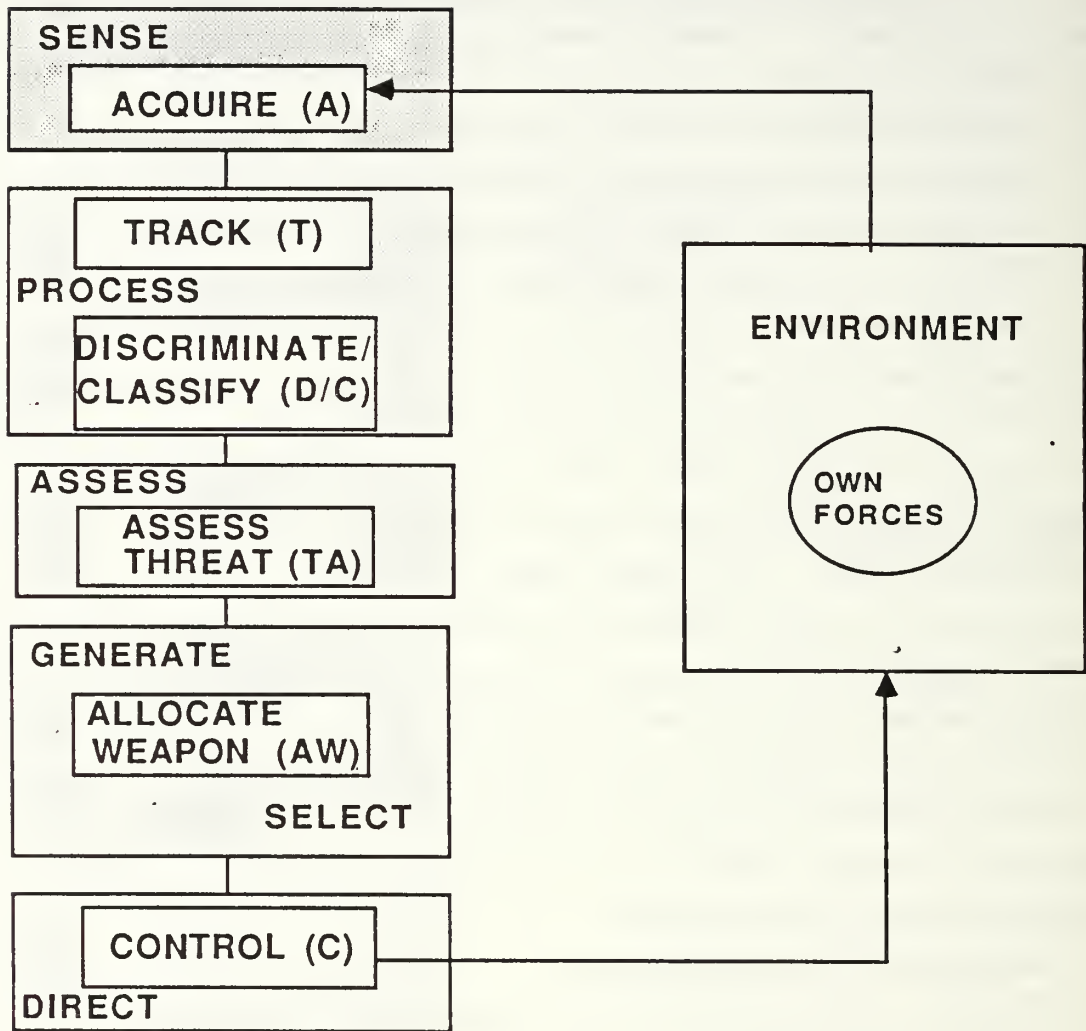 SENSE
ACQUIRE (A)
TRACK (T)
PROCESS
DISCRIMINATE/
CLASSIFY (D/C)
ASSESS
ASSESS
THREAT (TA)
GENERATE
ALLOCATE
WEAPON (AW)
SELECT
CONTROL (C)
DIRECT
ENVIRONMENT
OWN
FORCES